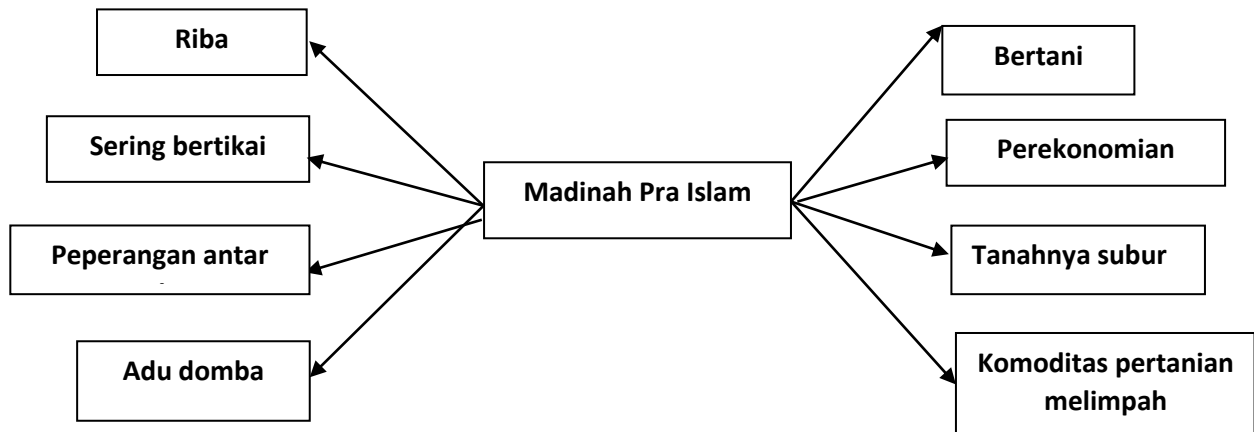 Riba
Sering bertikai
Peperangan antar
Adu domba
Madinah Pra Islam
Bertani
Perekonomian
Tanahnya subur
Komoditas pertanian
melimpah